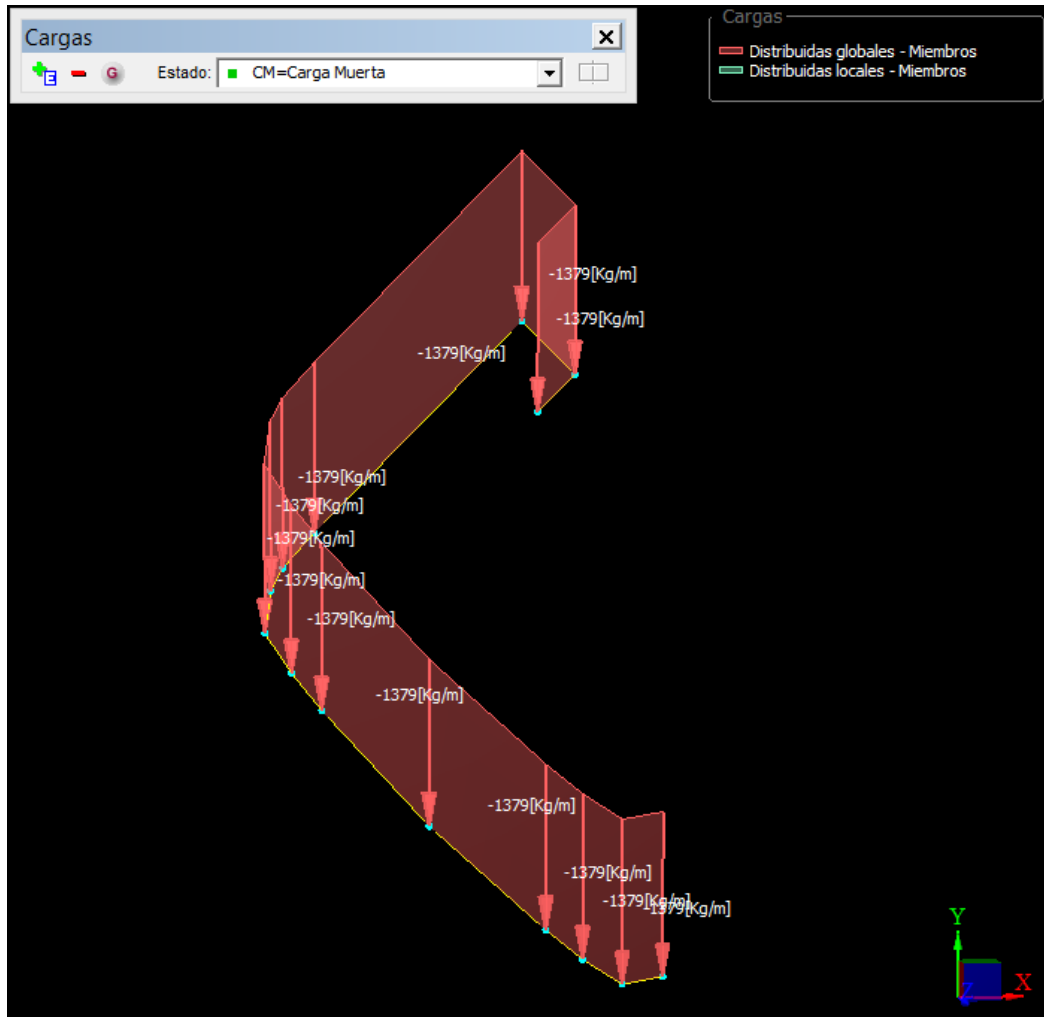 Cargas
G
Estado: CM=Carga Muerta
Cargas
Distribuidas globales - Miembros
Distribuidas locales - Miembros
-1379[Kg/m]
-1379[Kg/m]
-1379[Kg/m]
-1379[Kg/m]
-1379[Kg/m]
-1379[Kg/m]
-1379[Kg/m]
-1379[Kg/m]
-1379[Kg/m]
-1379[Kg/m]
-1379[Kg/m]
-1379[Kg/m]
-1379[Kg/m]
Y
X
Z